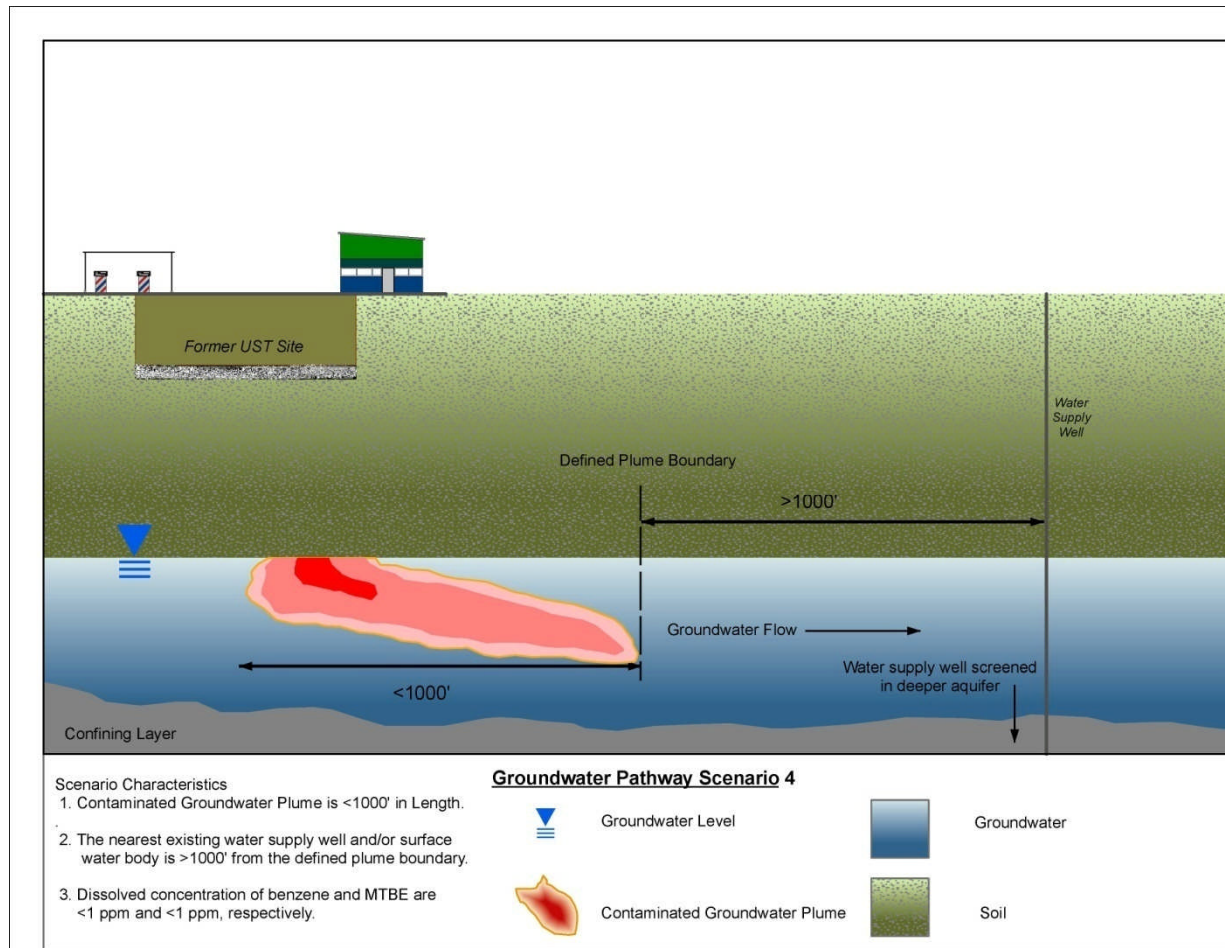 Former UST Site
Water
Supply
Well
Defined Plume Boundary
>1000'
Groundwater Flow
Water supply well screened
in deeper aquifer
<1000'
Confining Layer
Scenario Characteristics
1. Contaminated Groundwater Plume is <1000' in Length.
.
2. The nearest existing water supply well and/or surface
water body is >1000' from the defined plume boundary.
3. Dissolved concentration of benzene and MTBE are
<1 ppm and <1 ppm, respectively.
Groundwater Pathway Scenario 4
Groundwater Level
Groundwater
Contaminated Groundwater Plume
Soil